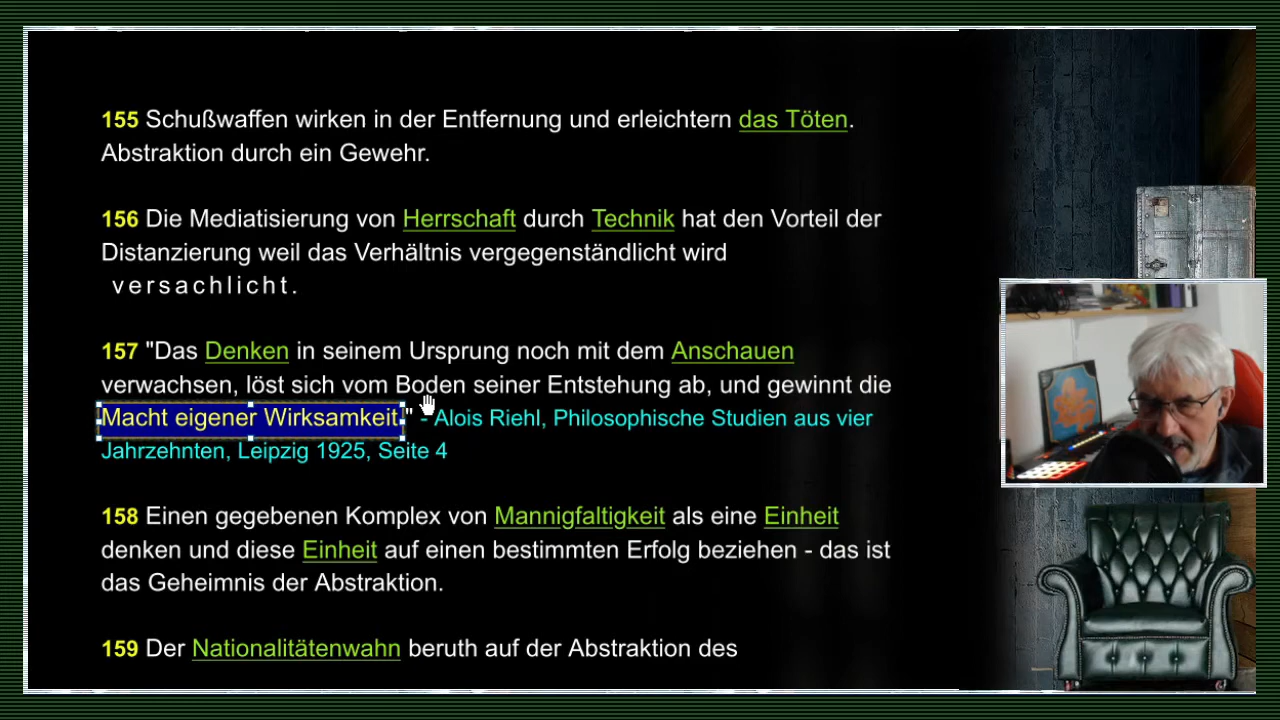 155 Schußwaffen wirken in der Entfernung und erleichtern das Töten.
Abstraktion durch ein Gewehr.
156 Die Mediatisierung von Herrschaft durch Technik hat den Vorteil der
Distanzierung weil das Verhältnis vergegenständlicht wird
versachlicht.
157 "Das Denken in seinem Ursprung noch mit dem Anschauen
verwachsen, löst sich vom Boden seiner Entstehung ab, und gewinnt die
Macht eigener Wirksamkeit." - Alois Riehl, Philosophische Studien aus vier
Jahrzehnten, Leipzig 1925, Seite 4
158 Einen gegebenen Komplex von Mannigfaltigkeit als eine Einheit
denken und diese Einheit auf einen bestimmten Erfolg beziehen - das ist
das Geheimnis der Abstraktion.
159 Der Nationalitätenwahn beruht auf der Abstraktion des